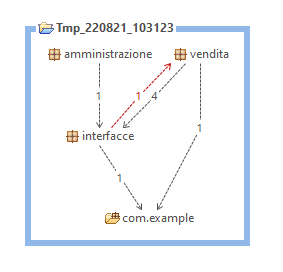 Tmp_220821_103123
amministrazione
vendita
1
1
4
interfacce
1
1
com.example